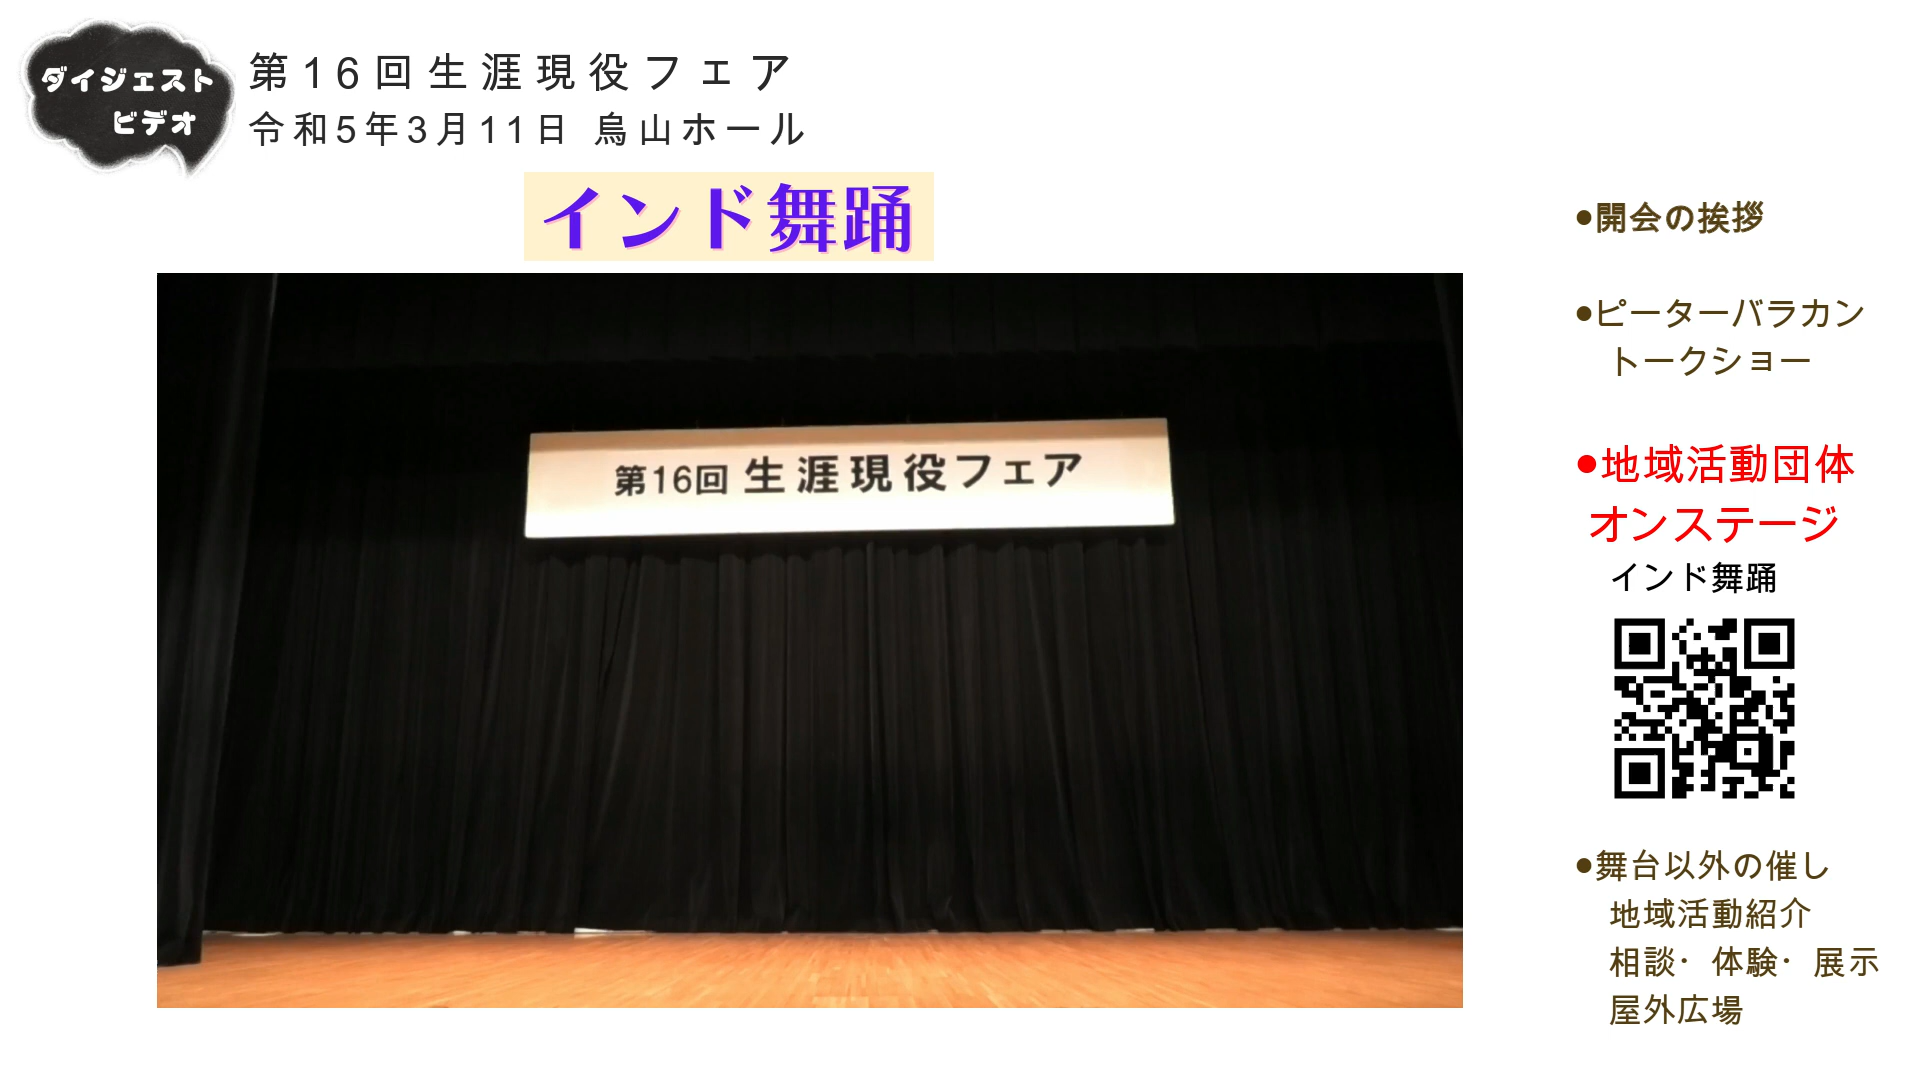 ダイジェスト
ビデオ
第16回生涯現役フェア
令和5年3月11日 烏山ホール
インド舞踊
第16回 生涯現役フェア
●開会の挨拶
●ピーターバラカン
トークショー
●地域活動団体
オンステージ
インド舞踊
●舞台以外の催し
地域活動紹介
相談・体験・展示
屋外広場